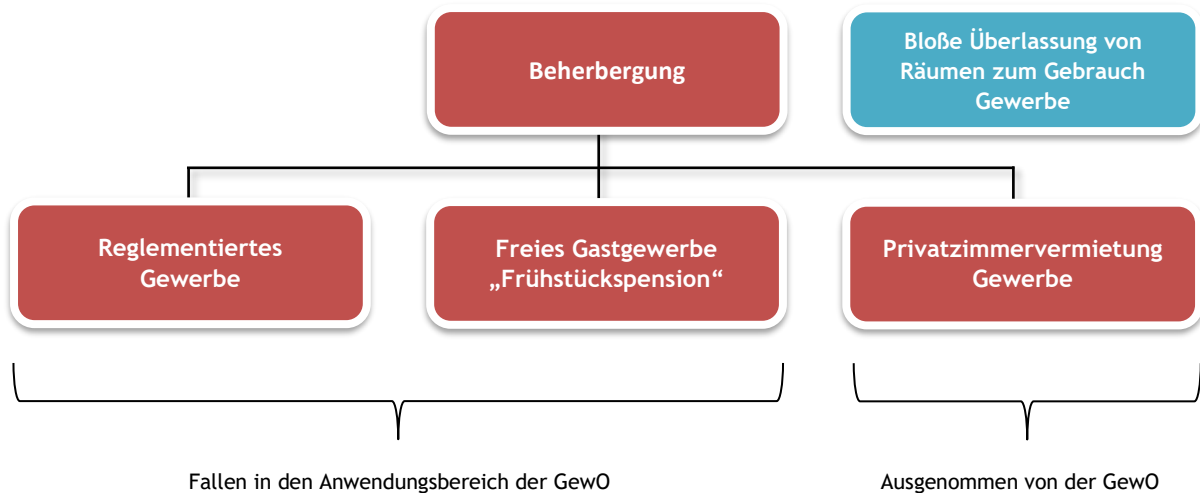 Beherbergung
Bloße Überlassung von
Räumen zum Gebrauch
Gewerbe
Reglementiertes
Gewerbe
Freies Gastgewerbe
„Frühstückspension“
Privatzimmervermietung
Gewerbe
Fallen in den Anwendungsbereich der GewO
Ausgenommen von der GewO